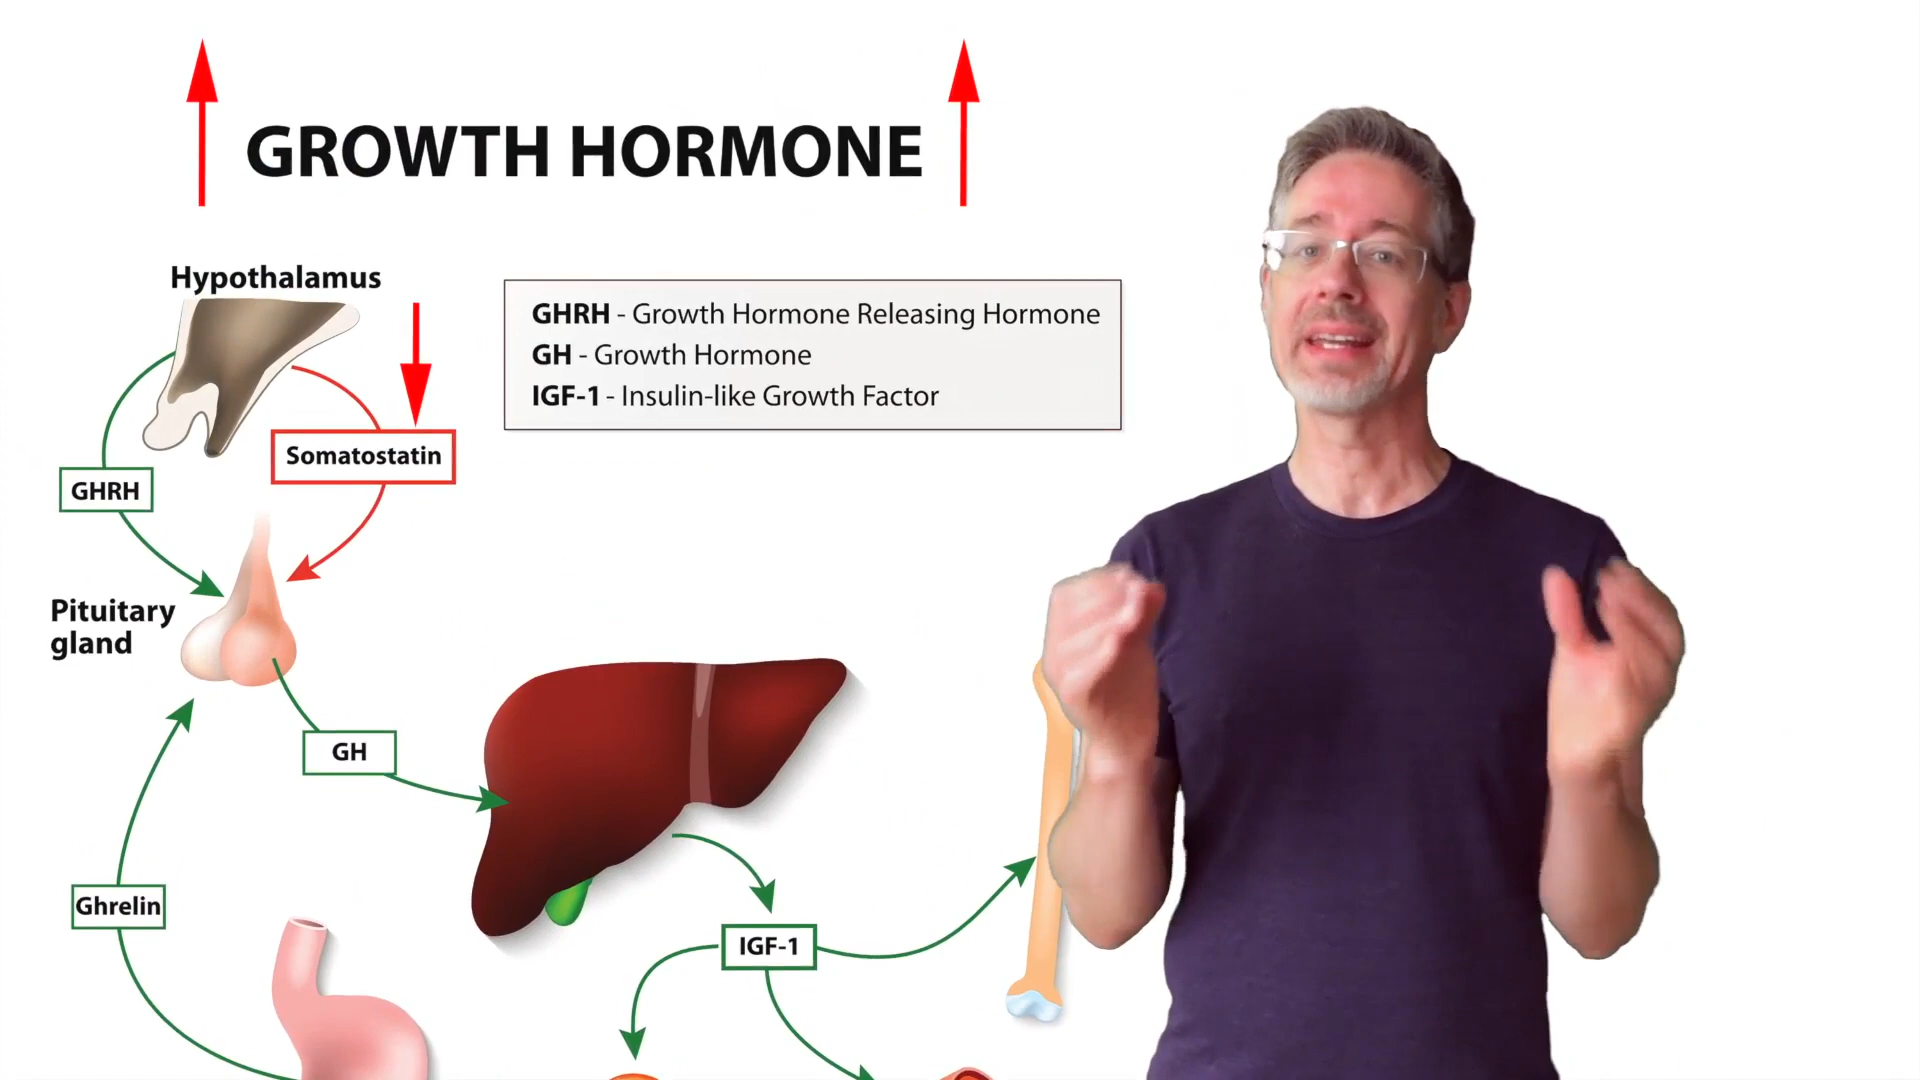 GROWTH HORMONE
Hypothalamus
GHRH - Growth Hormone Releasing Hormone
GH - Growth Hormone
IGF-1 - Insulin-like Growth Factor
Somatostatin
GHRH
Pituitary
gland
GH
Ghrelin
IGF-1